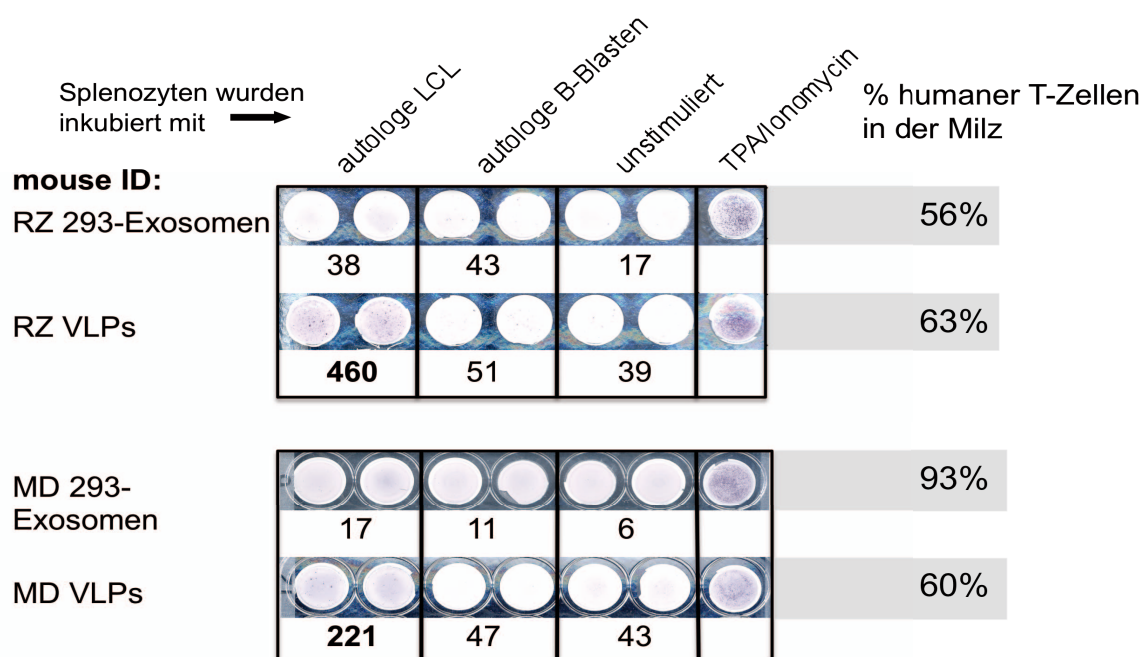 Splenozyten wurden
inkubiert mit
autologe LCL
autologe B-Blasten
unstimuliert
TPA/Ionomycin
% humaner T-Zellen
in der Milz
mouse ID:
RZ 293-Exosomen
56%
38 43 17
RZ VLPs
63%
460 51 39
MD 293-
Exosomen
93%
17 11 6
MD VLPs
60%
221 47 43